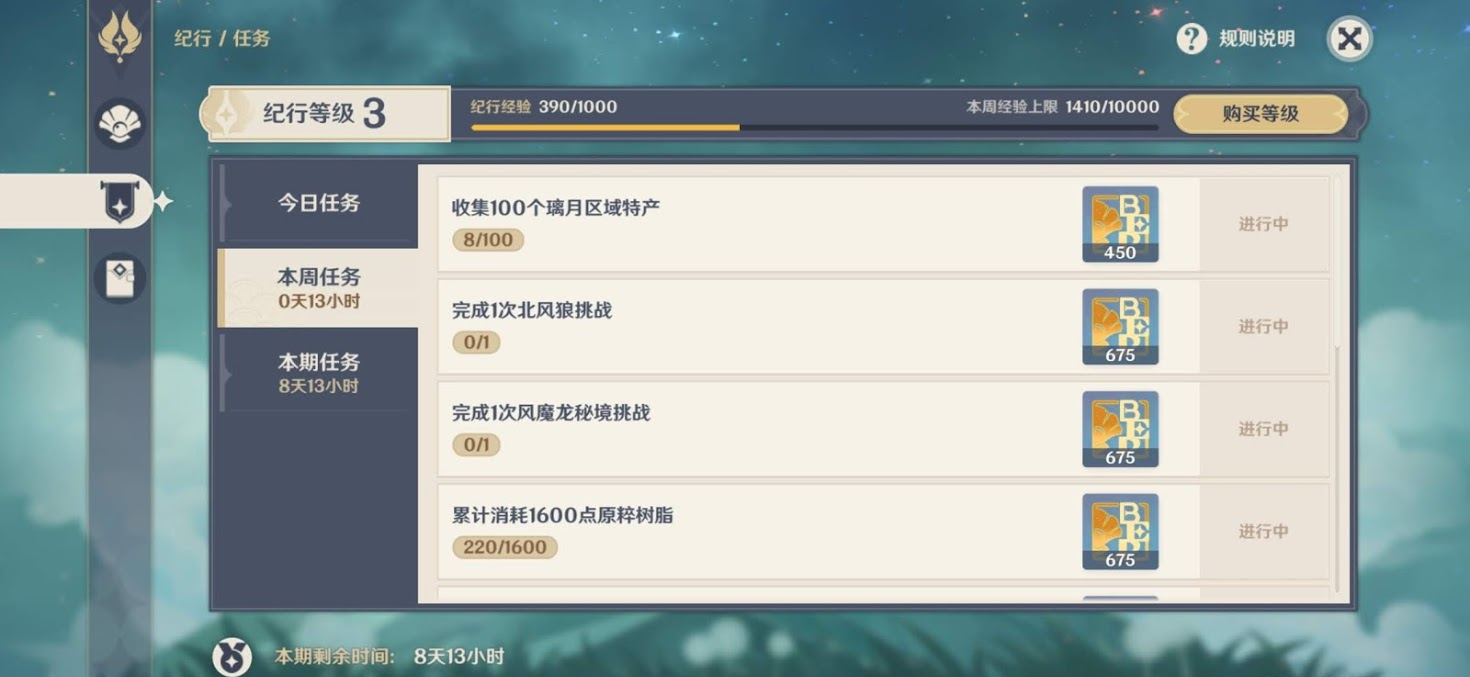 纪行 / 任务
规则说明
纪行等级 3
纪行经验 390/1000
本周经验上限 1410/10000
购买等级
今日任务
本周任务
0天13小时
本期任务
8天13小时
收集100个璃月区域特产
8/100
450
进行中
完成1次北风狼挑战
0/1
675
进行中
完成1次风魔龙秘境挑战
0/1
675
进行中
累计消耗1600点原粹树脂
220/1600
675
进行中
本期剩余时间: 8天13小时